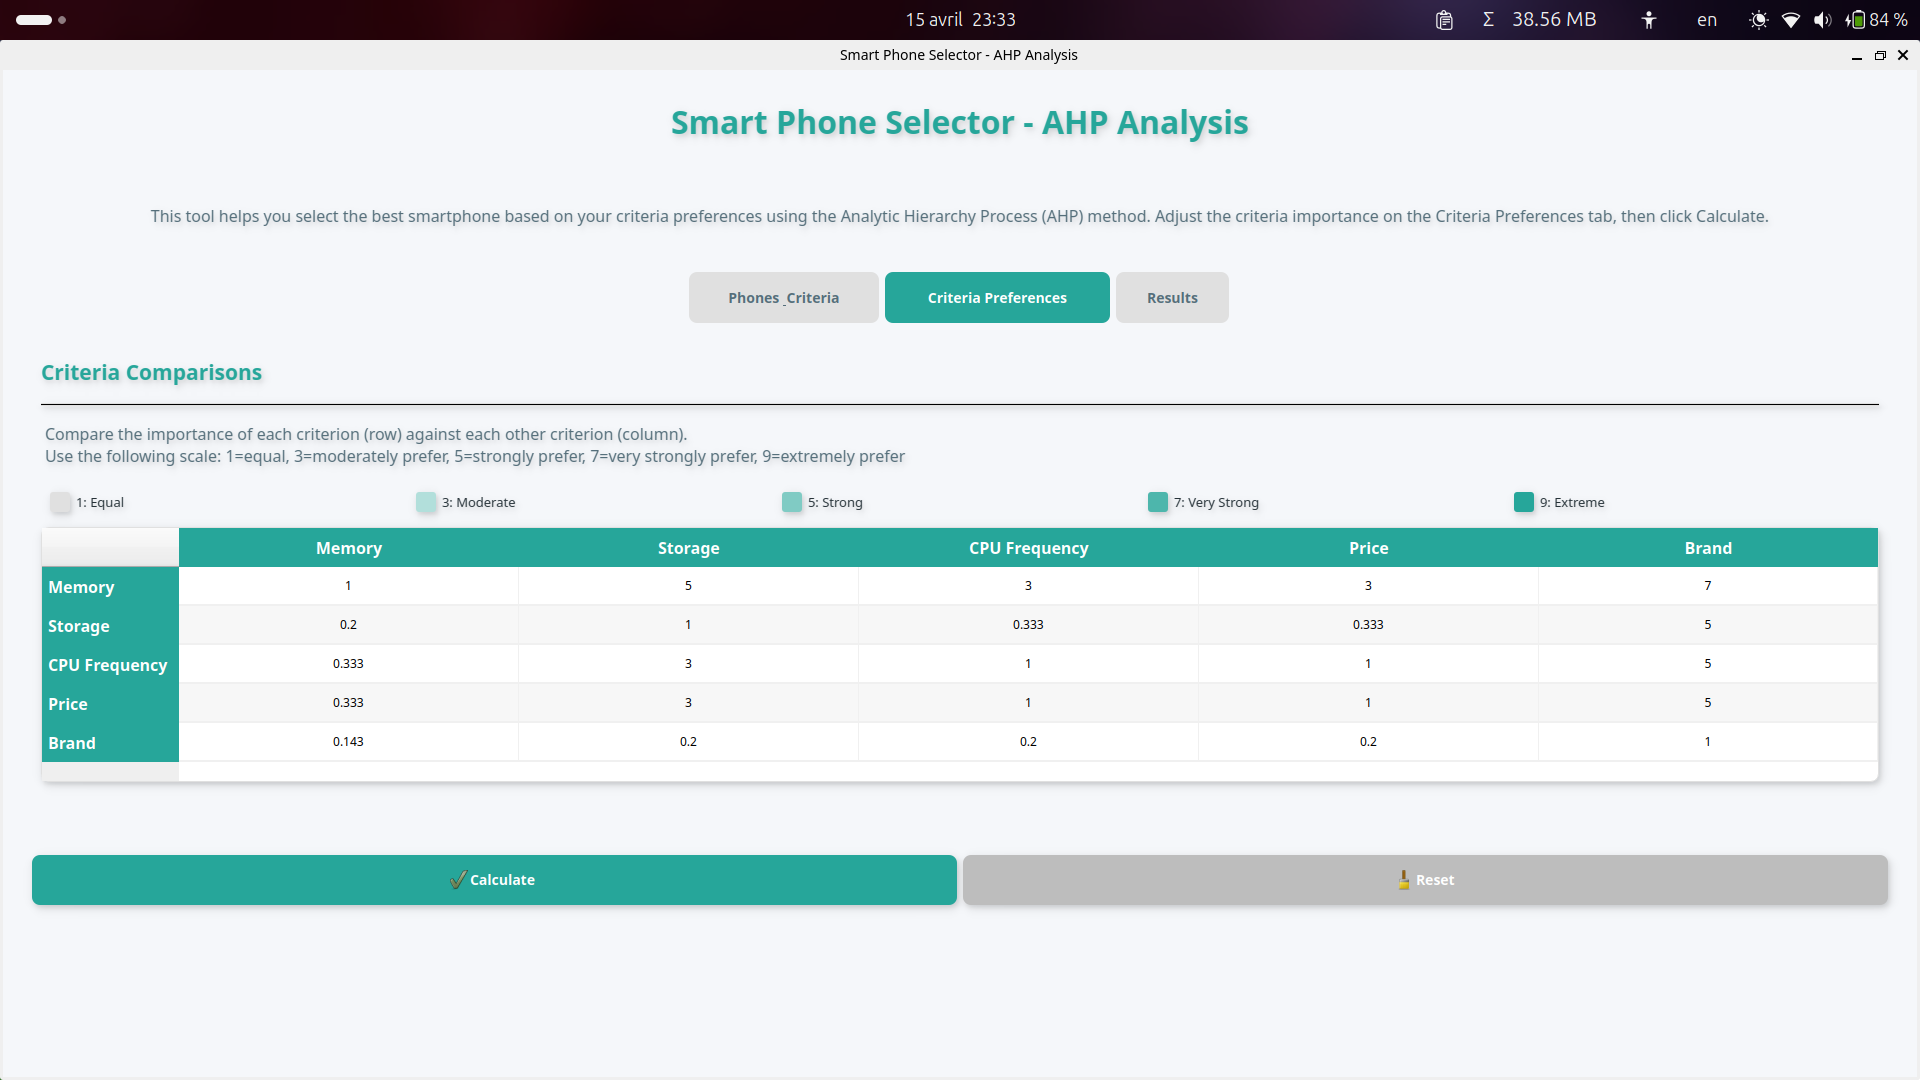 15 avril 23:33
Σ 38.56 MB en 84 %
Smart Phone Selector - AHP Analysis
Smart Phone Selector - AHP Analysis
This tool helps you select the best smartphone based on your criteria preferences using the Analytic Hierarchy Process (AHP) method. Adjust the criteria importance on the Criteria Preferences tab, then click Calculate.
Phones_Criteria Criteria Preferences Results
Criteria Comparisons
Compare the importance of each criterion (row) against each other criterion (column).
Use the following scale: 1=equal, 3=moderately prefer, 5=strongly prefer, 7=very strongly prefer, 9=extremely prefer
1: Equal 3: Moderate 5: Strong 7: Very Strong 9: Extreme
Memory Storage CPU Frequency Price Brand
Memory 1 5 3 3 7
Storage 0.2 1 0.333 0.333 5
CPU Frequency 0.333 3 1 1 5
Price 0.333 3 1 1 5
Brand 0.143 0.2 0.2 0.2 1
Calculate Reset